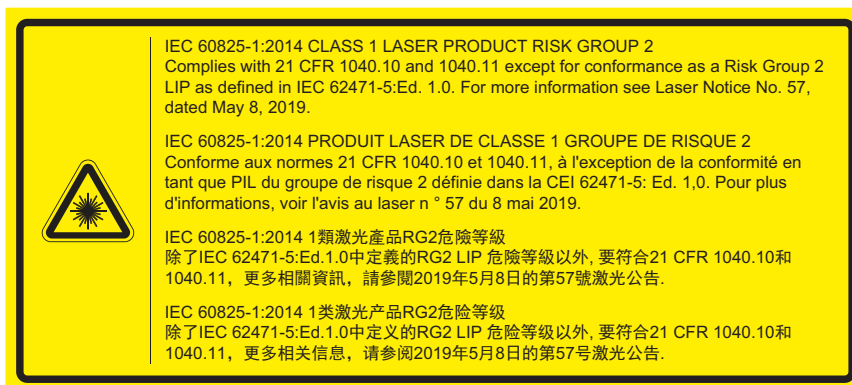 IEC 60825-1:2014 CLASS 1 LASER PRODUCT RISK GROUP 2
Complies with 21 CFR 1040.10 and 1040.11 except for conformance as a Risk Group 2
LIP as defined in IEC 62471-5:Ed. 1.0. For more information see Laser Notice No. 57,
dated May 8, 2019.
IEC 60825-1:2014 PRODUIT LASER DE CLASSE 1 GROUPE DE RISQUE 2
Conforme aux normes 21 CFR 1040.10 et 1040.11, à l'exception de la conformité en
tant que PIL du groupe de risque 2 définie dans la CEI 62471-5: Ed. 1,0. Pour plus
d'informations, voir l'avis au laser n ° 57 du 8 mai 2019.
IEC 60825-1:2014 1類激光產品RG2危險等級
除了IEC 62471-5:Ed.1.0中定義的RG2 LIP 危險等級以外, 要符合21 CFR 1040.10和
1040.11，更多相關資訊，請參閱2019年5月8日的第57號激光公告.
IEC 60825-1:2014 1类激光产品RG2危险等级
除了IEC 62471-5:Ed.1.0中定义的RG2 LIP 危险等级以外, 要符合21 CFR 1040.10和
1040.11，更多相关信息，请参阅2019年5月8日的第57号激光公告.